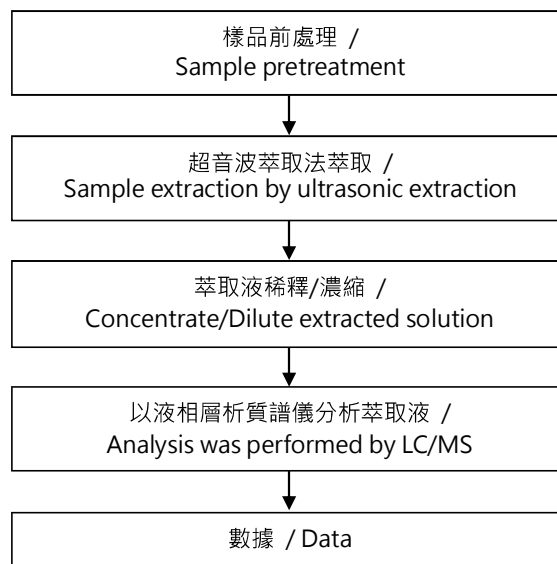 樣品前處理 /
Sample pretreatment
超音波萃取法萃取 /
Sample extraction by ultrasonic extraction
萃取液稀釋/濃縮 /
Concentrate/Dilute extracted solution
以液相層析質譜儀分析萃取液 /
Analysis was performed by LC/MS
數據 / Data